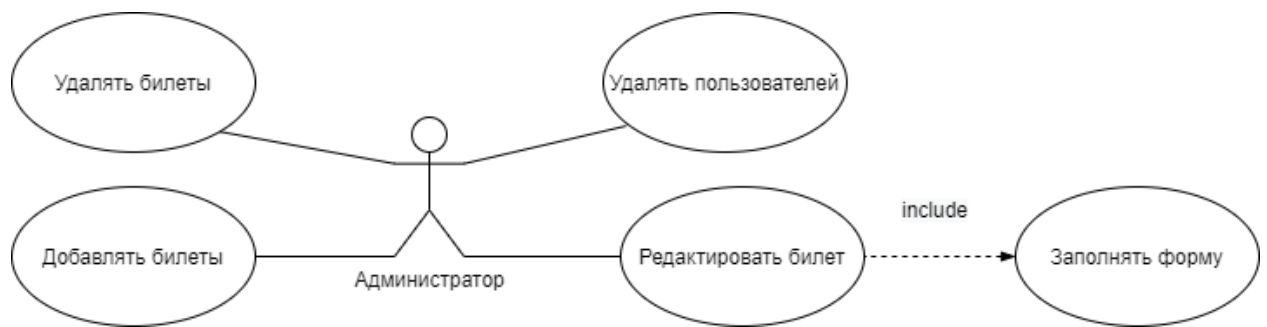 Удалять билеты
Удалять пользователей
include
Добавлять билеты
Администратор
Редактировать билет
Заполнять форму